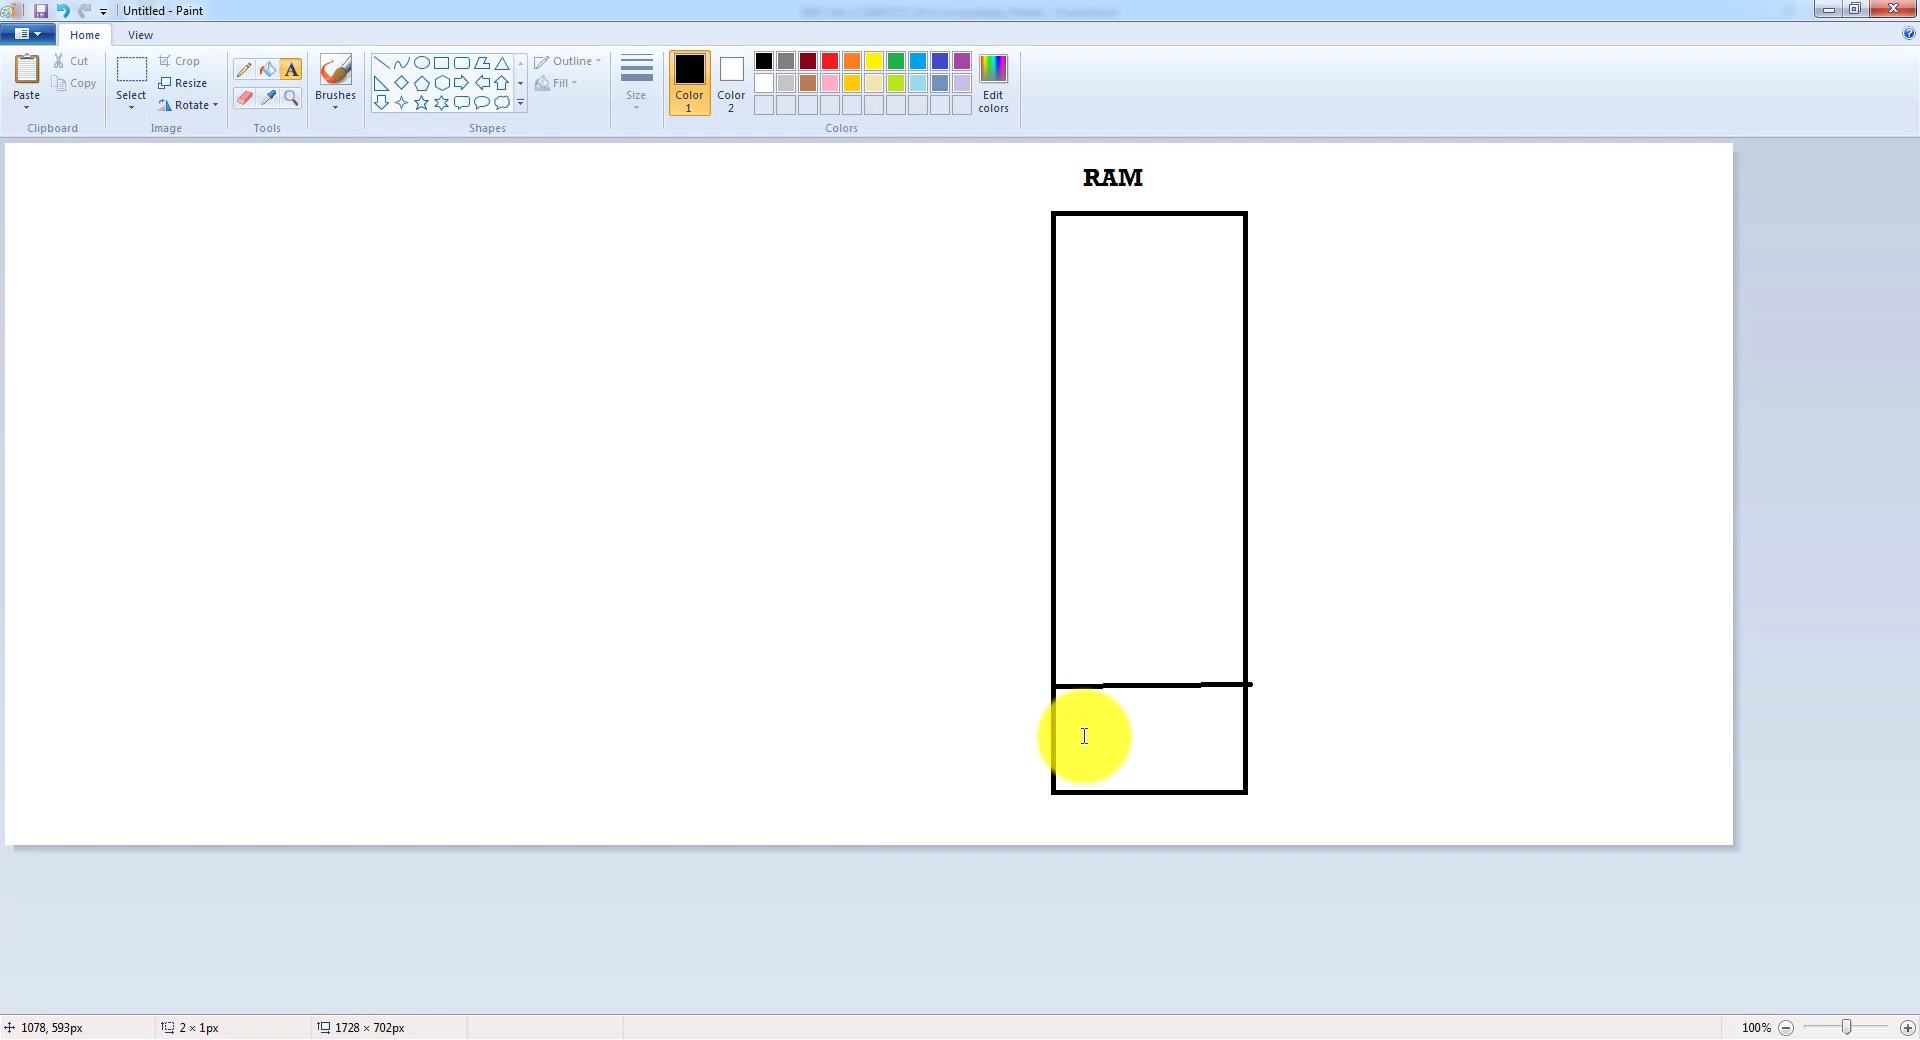 Untitled - Paint
Home View
Paste
Cut
Copy
Clipboard
Select
Crop
Resize
Rotate
Image
A
Tools
Brushes
Shapes
Outline
Fill
Size
Color 1
Color 2
Edit colors
Colors
RAM
1078, 593px
2 × 1px
1728 × 702px
100%